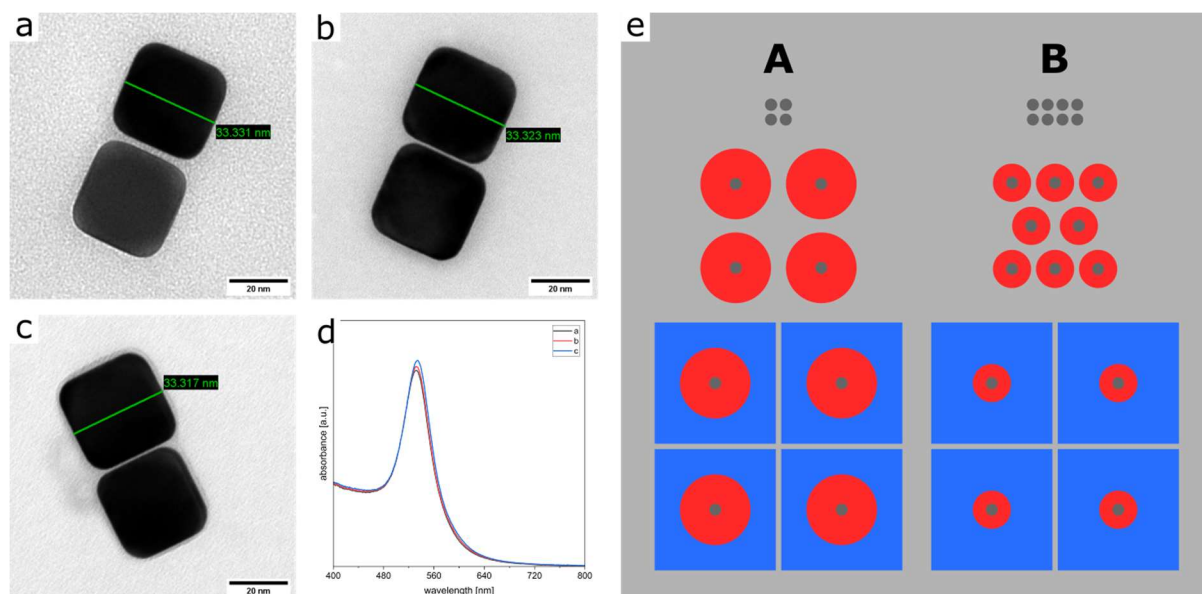 a
33.331 nm
20 nm
b
33.323 nm
20 nm
c
33.317 nm
20 nm
d
a
b
c
absorbance [a.u.]
400 480 560 640 720 800
wavelength [nm]
e
A B